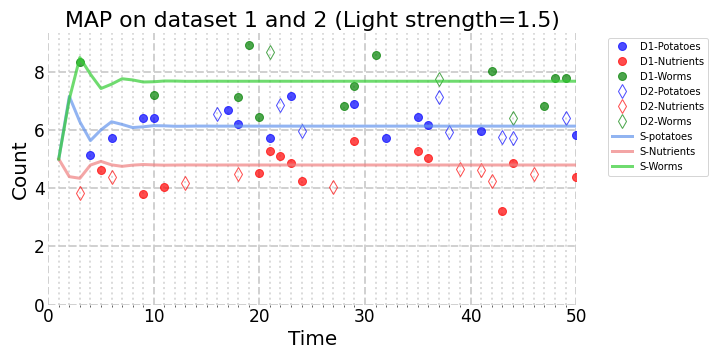 MAP on dataset 1 and 2 (Light strength=1.5)
Count
8
6
4
2
0
0 10 20 30 40 50
Time
D1-Potatoes
D1-Nutrients
D1-Worms
D2-Potatoes
D2-Nutrients
D2-Worms
S-potatoes
S-Nutrients
S-Worms